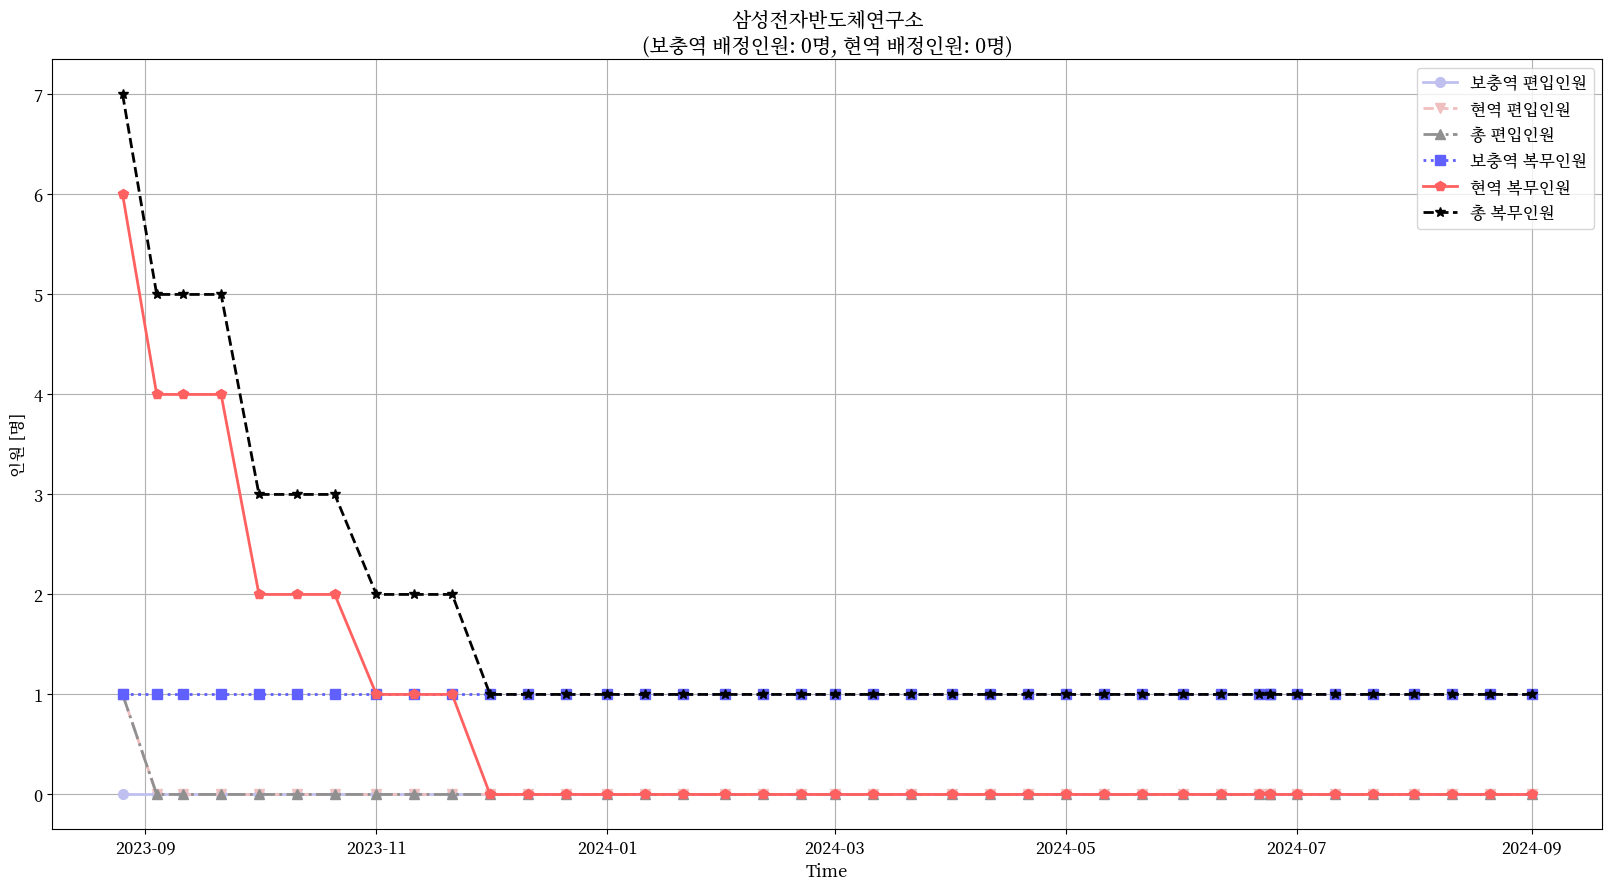 삼성전자반도체연구소
(보충역 배정인원: 0명, 현역 배정인원: 0명)
보충역 편입인원
현역 편입인원
총 편입인원
보충역 복무인원
현역 복무인원
총 복무인원
인원 [명]
7
6
5
4
3
2
1
0
2023-09
2023-11
2024-01
2024-03
2024-05
2024-07
2024-09
Time